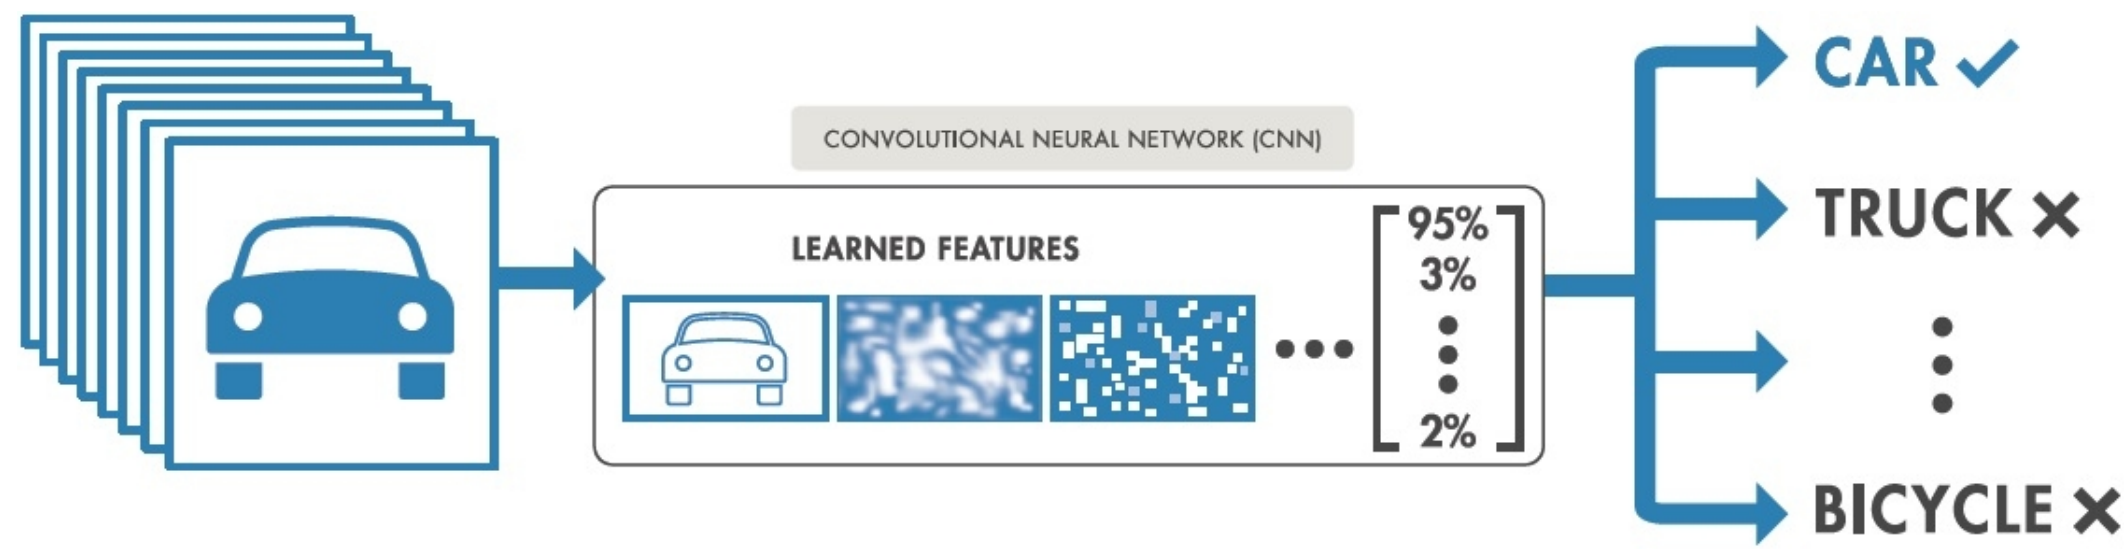 CONVOLUTIONAL NEURAL NETWORK (CNN)
LEARNED FEATURES
95%
3%
2%
CAR
TRUCK
BICYCLE